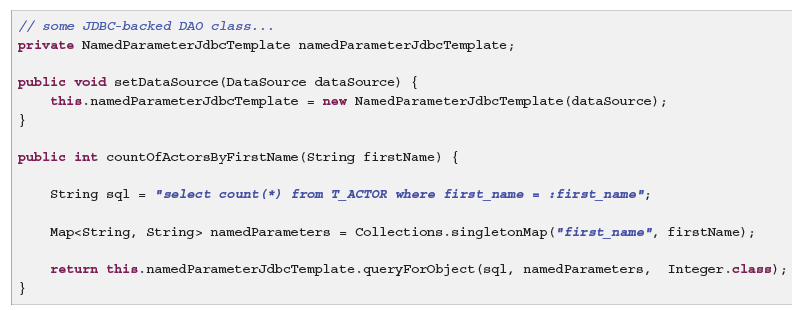 // some JDBC-backed DAO class...
private NamedParameterJdbcTemplate namedParameterJdbcTemplate;
public void setDataSource(DataSource dataSource) {
this.namedParameterJdbcTemplate = new NamedParameterJdbcTemplate(dataSource);
}
public int countOfActorsByFirstName(String firstName) {
String sql = "select count(*) from T_ACTOR where first_name = :first_name";
Map<String, String> namedParameters = Collections.singletonMap("first_name", firstName);
return this.namedParameterJdbcTemplate.queryForObject(sql, namedParameters,  Integer.class);
}